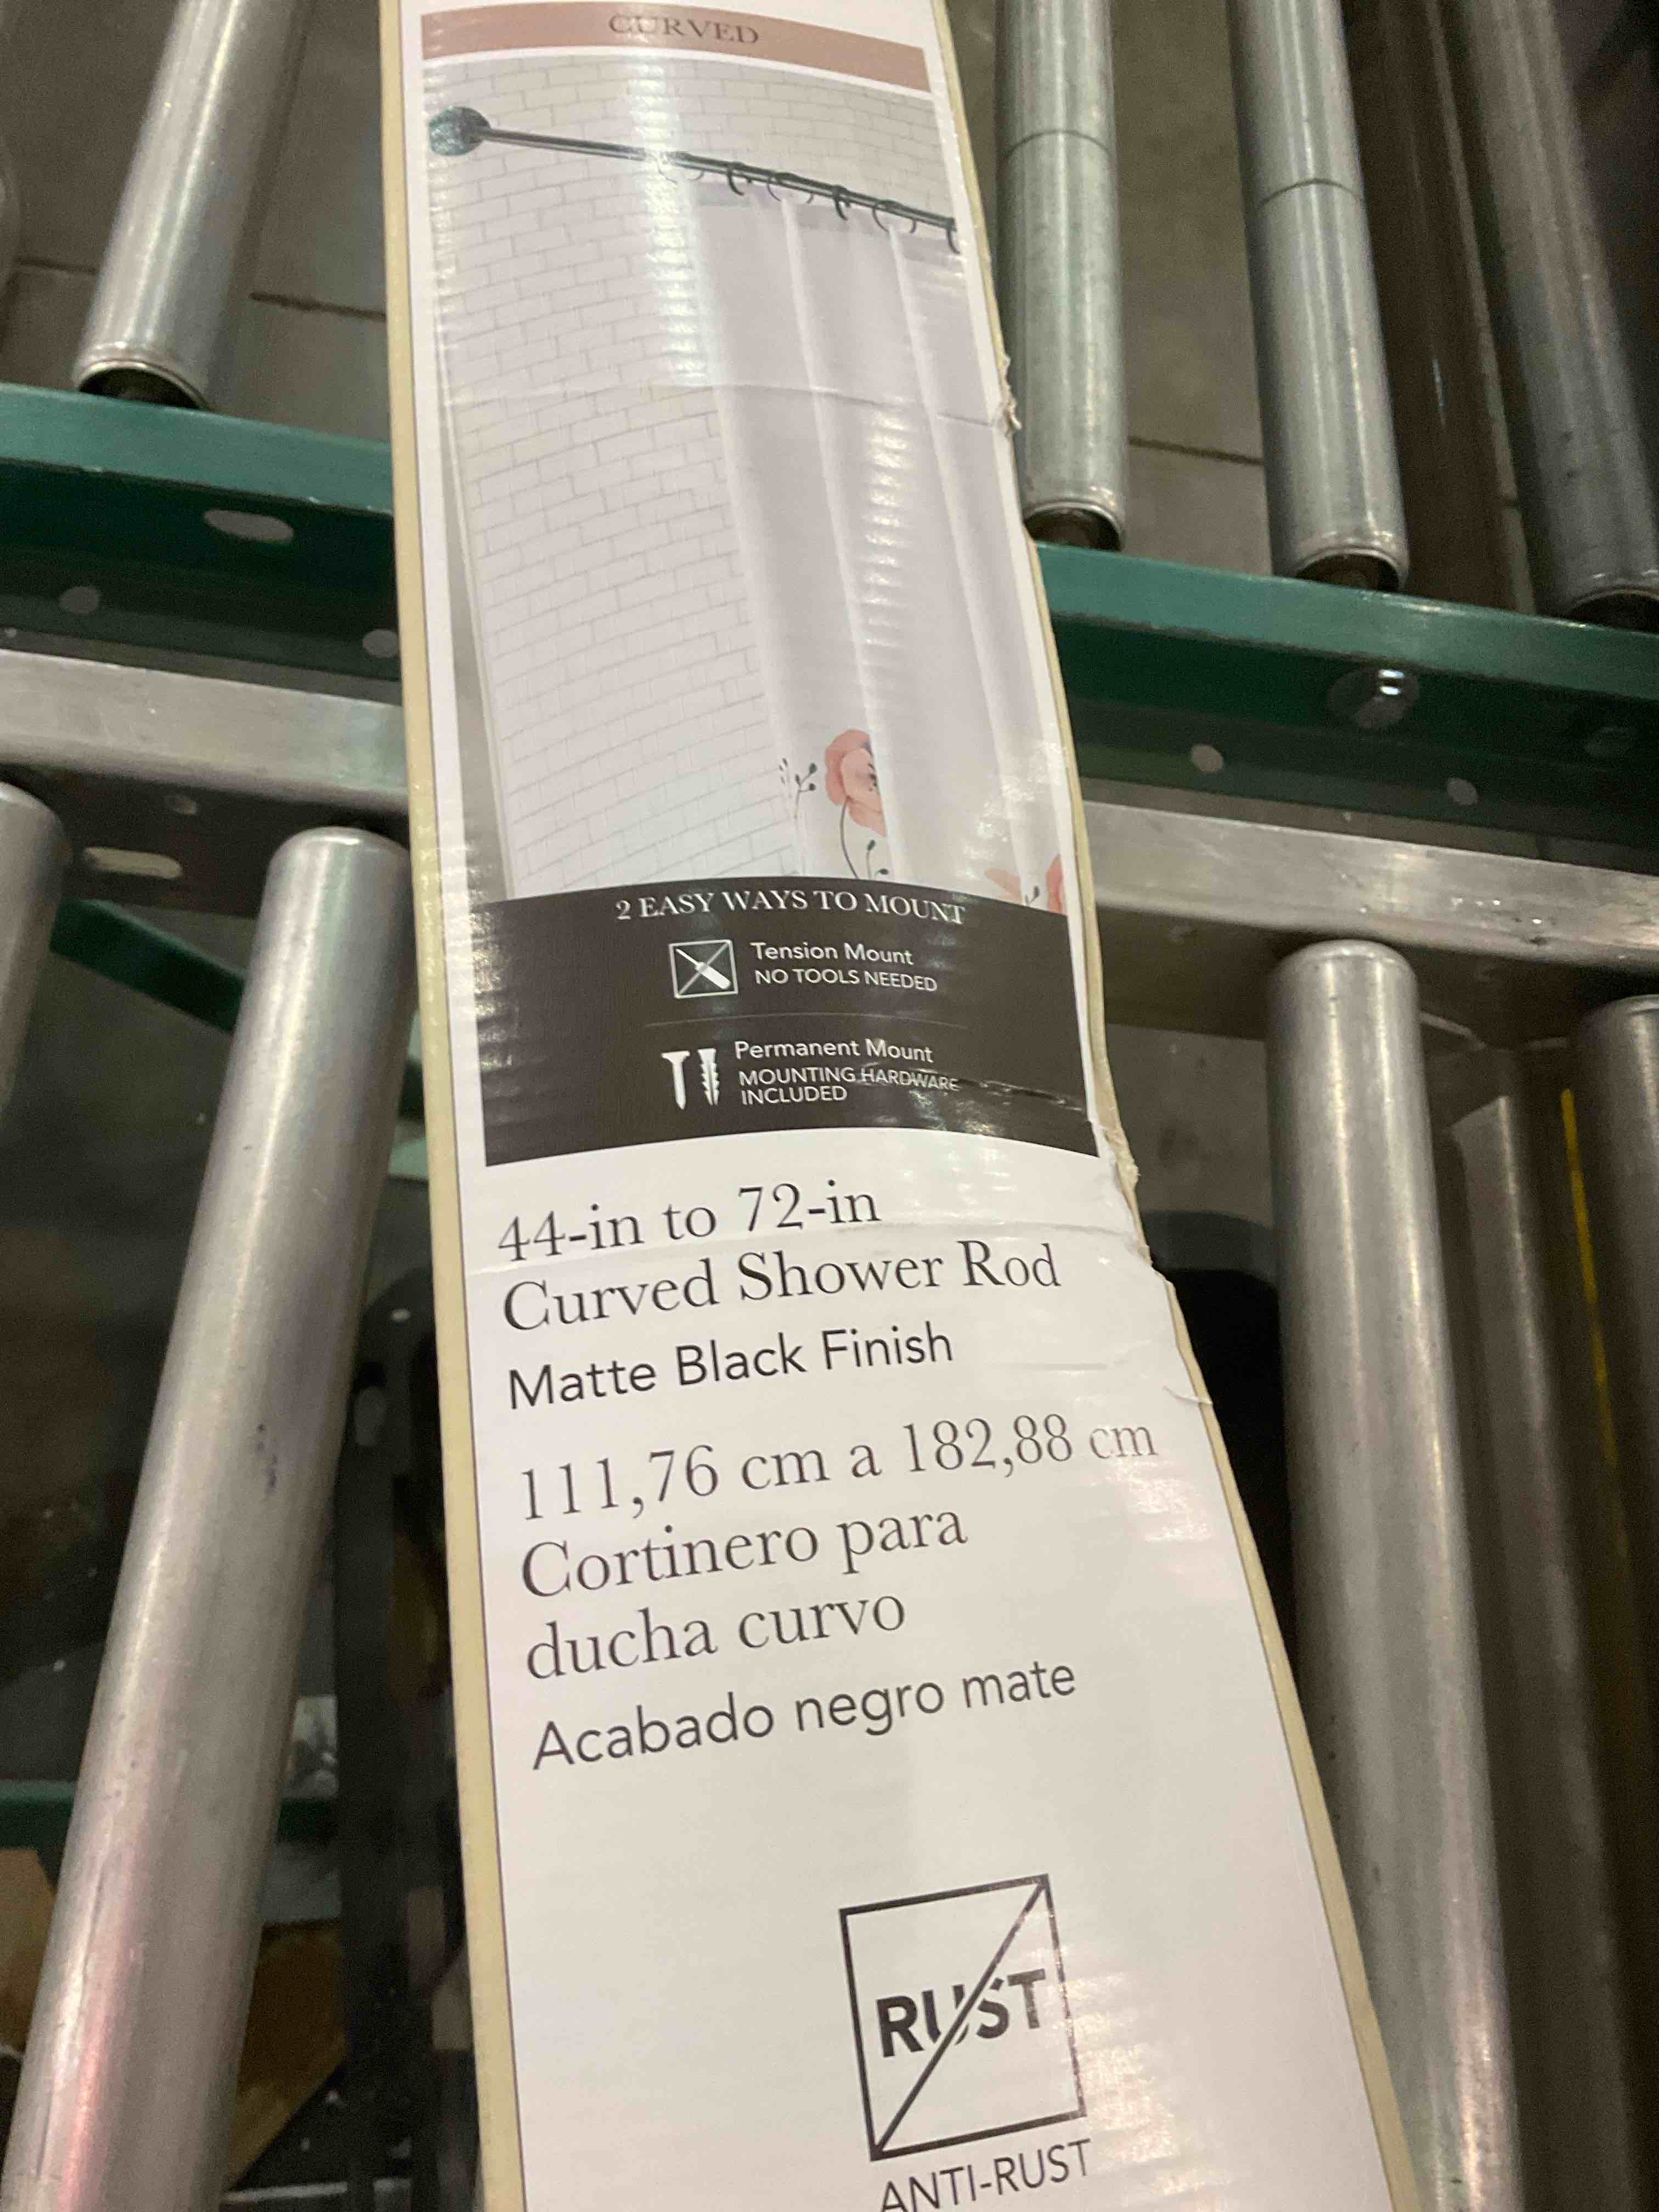 CURVED
2 EASY WAYS TO MOUNT
Tension Mount
NO TOOLS NEEDED
Permanent Mount
MOUNTING HARDWARE
INCLUDED
44-in to 72-in
Curved Shower Rod
Matte Black Finish
111,76 cm a 182,88 cm
Cortinero para
ducha curvo
Acabado negro mate
RUST
ANTI-RUST